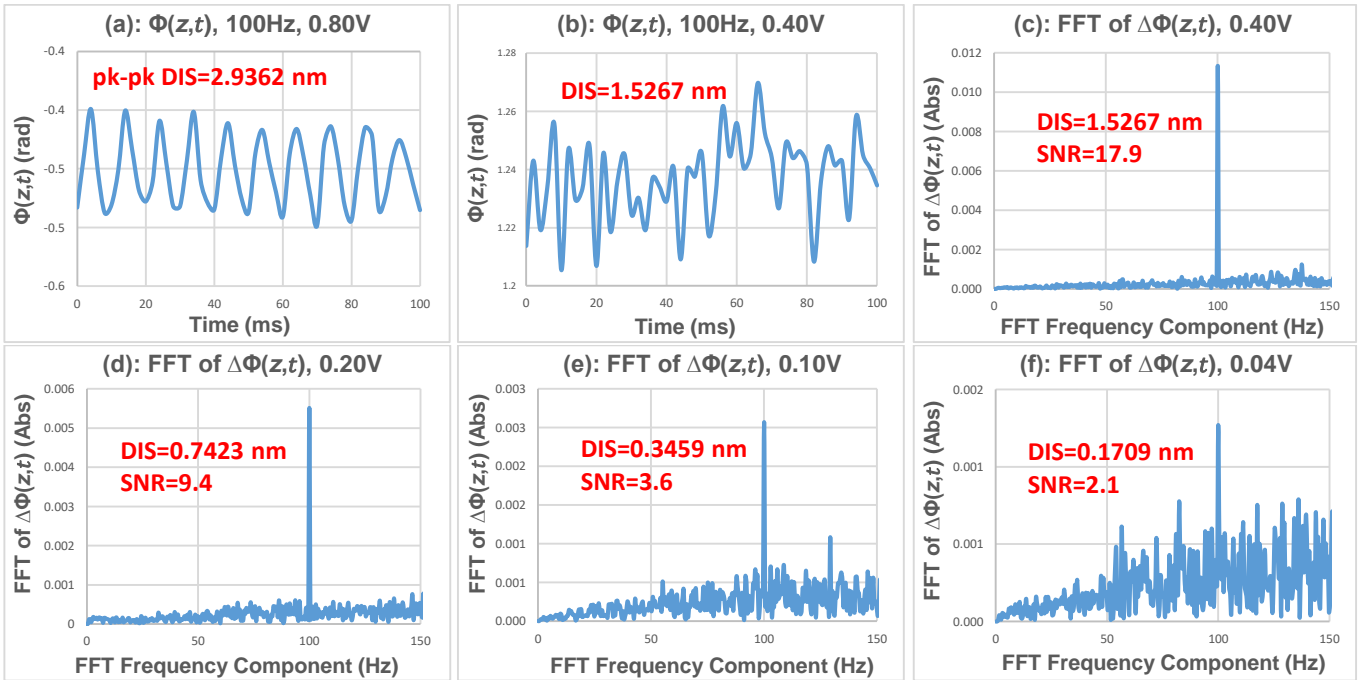 (a): Φ(z,t), 100Hz, 0.80V
-0.4
-0.4
-0.5
-0.5
-0.6
Φ(z,t) (rad)
pk-pk DIS=2.9362 nm
0 20 40 60 80 100
Time (ms)
(b): Φ(z,t), 100Hz, 0.40V
1.28
1.26
1.24
1.22
1.2
Φ(z,t) (rad)
DIS=1.5267 nm
0 20 40 60 80 100
Time (ms)
(c): FFT of ΔΦ(z,t), 0.40V
0.012
0.010
0.008
0.006
0.004
0.002
0.000
FFT of ΔΦ(z,t) (Abs)
DIS=1.5267 nm
SNR=17.9
0 50 100 150
FFT Frequency Component (Hz)
(d): FFT of ΔΦ(z,t), 0.20V
0.006
0.005
0.004
0.003
0.002
0.001
0
FFT of ΔΦ(z,t) (Abs)
DIS=0.7423 nm
SNR=9.4
0 50 100 150
FFT Frequency Component (Hz)
(e): FFT of ΔΦ(z,t), 0.10V
0.003
0.003
0.002
0.002
0.001
0.001
0.000
FFT of ΔΦ(z,t) (Abs)
DIS=0.3459 nm
SNR=3.6
0 50 100 150
FFT Frequency Component (Hz)
(f): FFT of ΔΦ(z,t), 0.04V
0.002
0.001
0.001
0.000
FFT of ΔΦ(z,t) (Abs)
DIS=0.1709 nm
SNR=2.1
0 50 100 150
FFT Frequency Component (Hz)